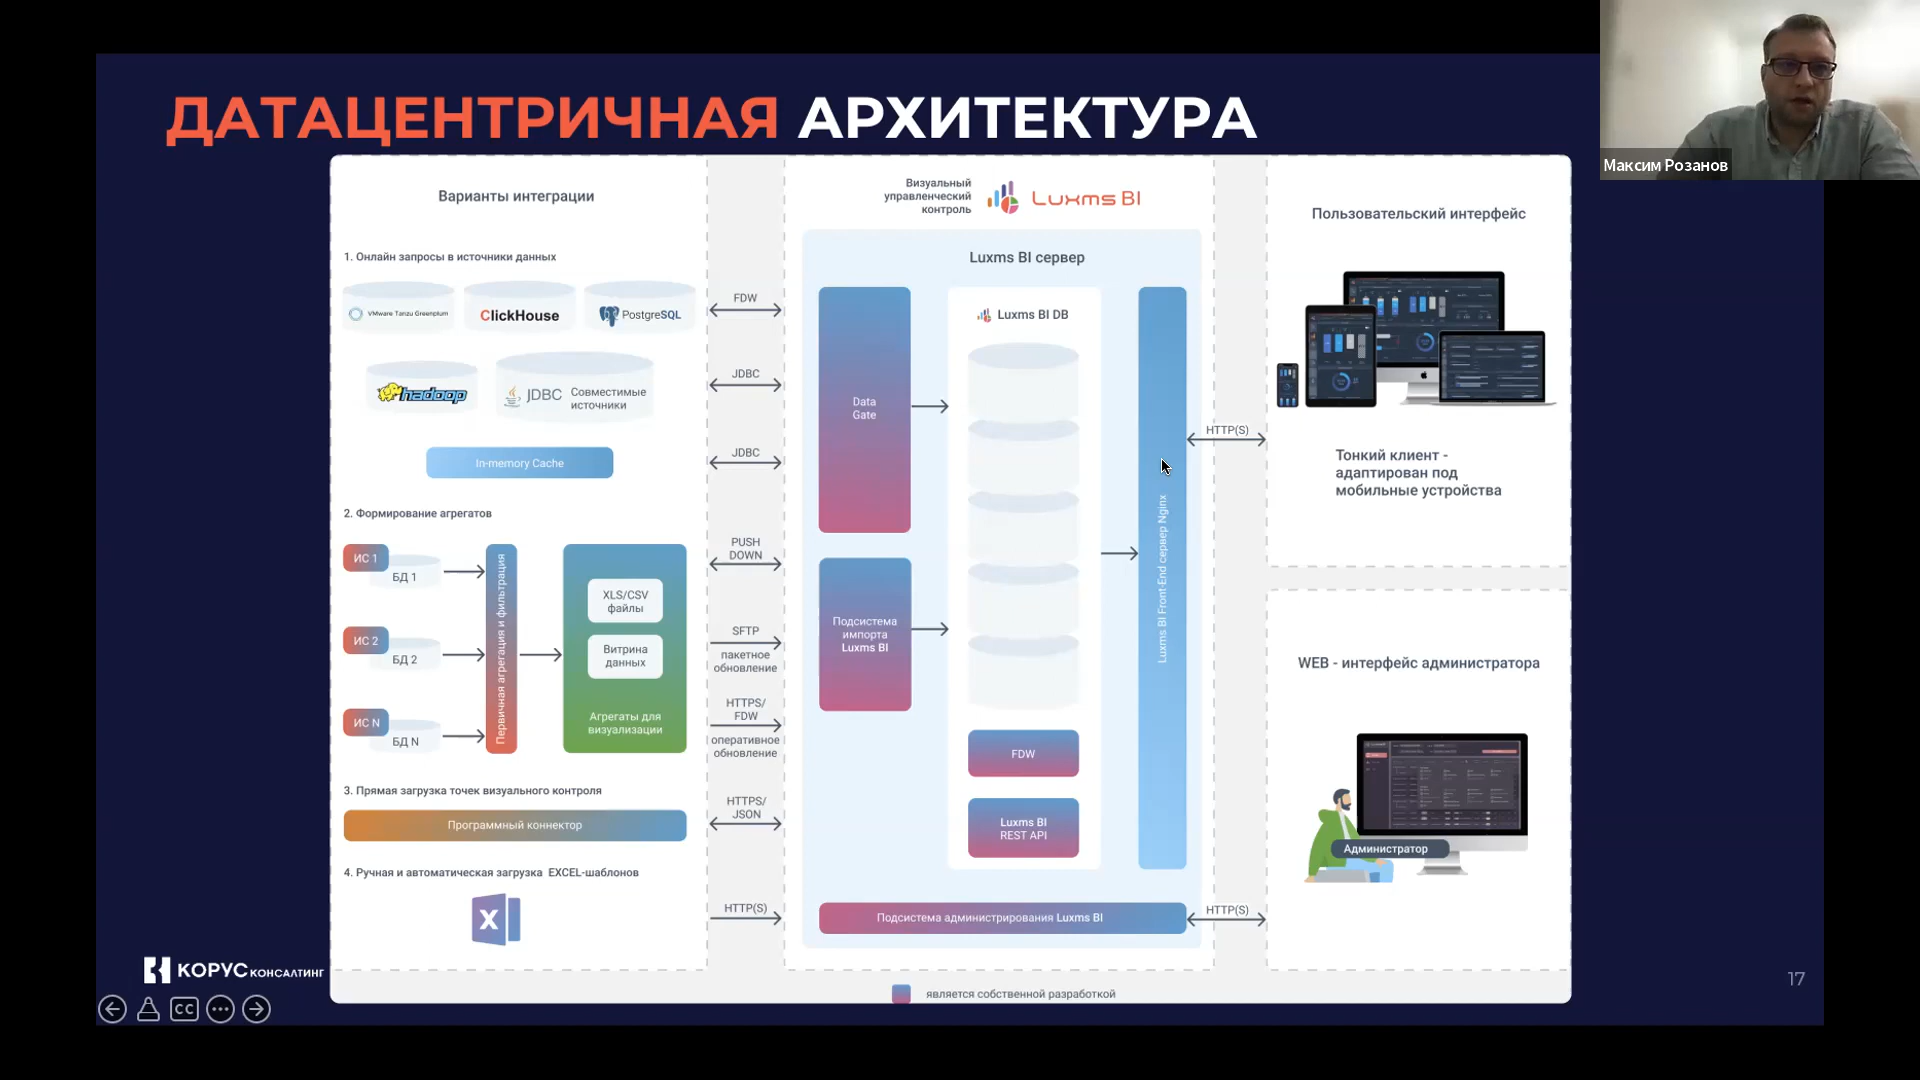 ДАТАЦЕНТРИЧНАЯ АРХИТЕКТУРА
Максим Розанов
Варианты интеграции
1. Онлайн запросы в источники данных
VMware Tanzu Greenplum
ClickHouse
PostgreSQL
hadoop
JDBC
Совместимые
источники
In-memory Cache
2. Формирование агрегатов
ИС 1
БД 1
ИС 2
БД 2
ИС N
БД N
Первичная агрегация и фильтрация
XLS/CSV
файлы
Витрина
данных
Агрегаты для
визуализации
3. Прямая загрузка точек визуального контроля
Программный коннектор
4. Ручная и автоматическая загрузка EXCEL-шаблонов
X
FDW
JDBC
JDBC
PUSH
DOWN
SFTP
пакетное
обновление
HTTPS/
FDW
оперативное
обновление
HTTPS/
JSON
HTTP(S)
Визуальный
управленческий
контроль
Luxms BI
Luxms BI сервер
Data
Gate
Подсистема
импорта
Luxms BI
Luxms BI DB
FDW
Luxms BI
REST API
Luxms BI Front-End сервер Nginx
Подсистема администрирования Luxms BI
HTTP(S)
HTTP(S)
Пользовательский интерфейс
Тонкий клиент -
адаптирован под
мобильные устройства
WEB - интерфейс администратора
Администратор
является собственной разработкой
КОРУС КОНСАЛТИНГ
CC
17